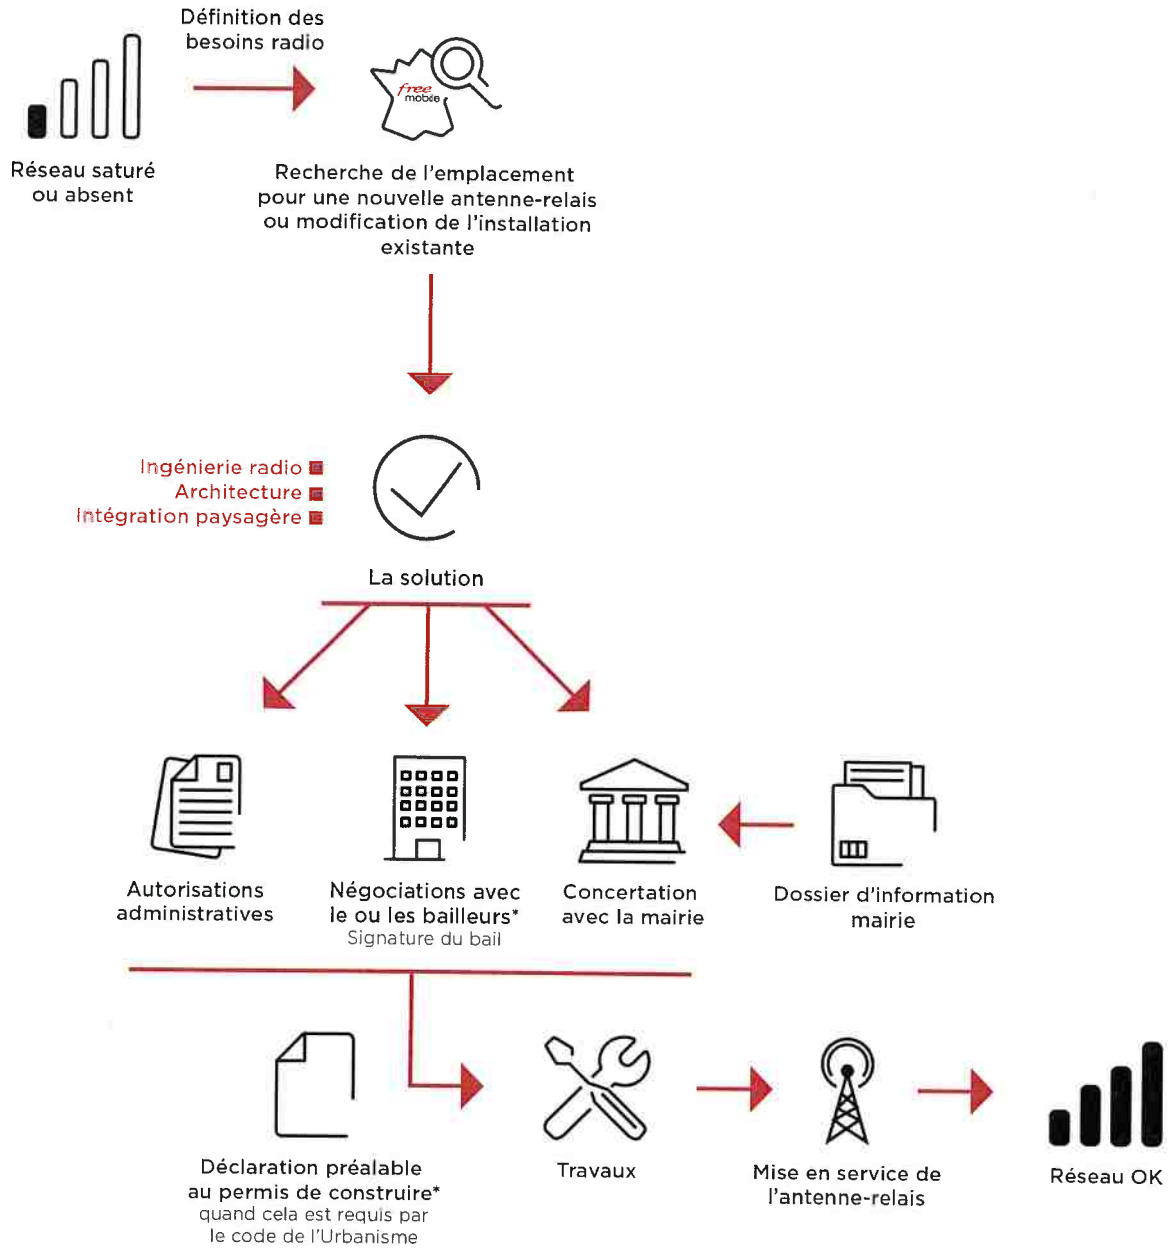 Définition des
besoins radio
Réseau saturé
ou absent
free
mobile
Recherche de l'emplacement
pour une nouvelle antenne-relais
ou modification de l'installation
existante
Ingénierie radio
Architecture
Intégration paysagère
La solution
Autorisations
administratives
Négociations avec
le ou les bailleurs*
Signature du bail
Concertation
avec la mairie
Dossier d'information
mairie
Déclaration préalable
au permis de construire*
quand cela est requis par
le code de l'Urbanisme
Travaux
Mise en service de
l'antenne-relais
Réseau OK